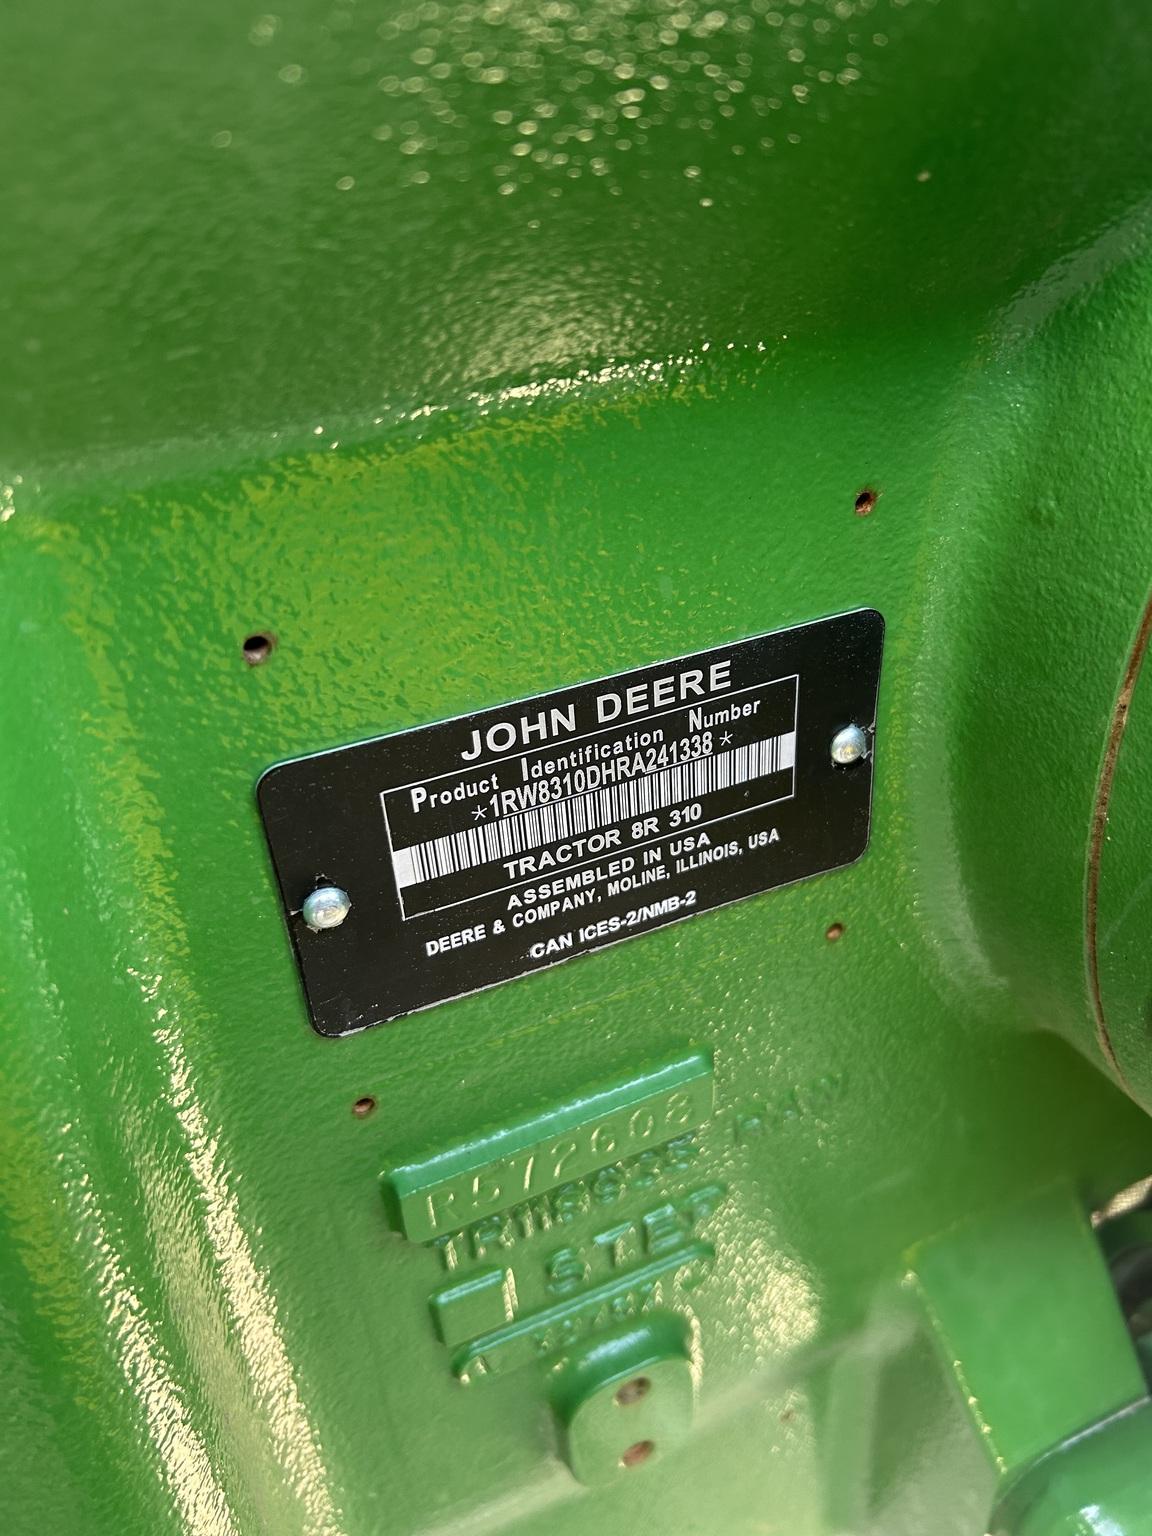 JOHN DEERE
Product Identification Number
*1RW8310DHRA241338*
TRACTOR 8R 310
ASSEMBLED IN USA
DEERE & COMPANY, MOLINE, ILLINOIS, USA
CAN ICES-2/NMB-2
R572608